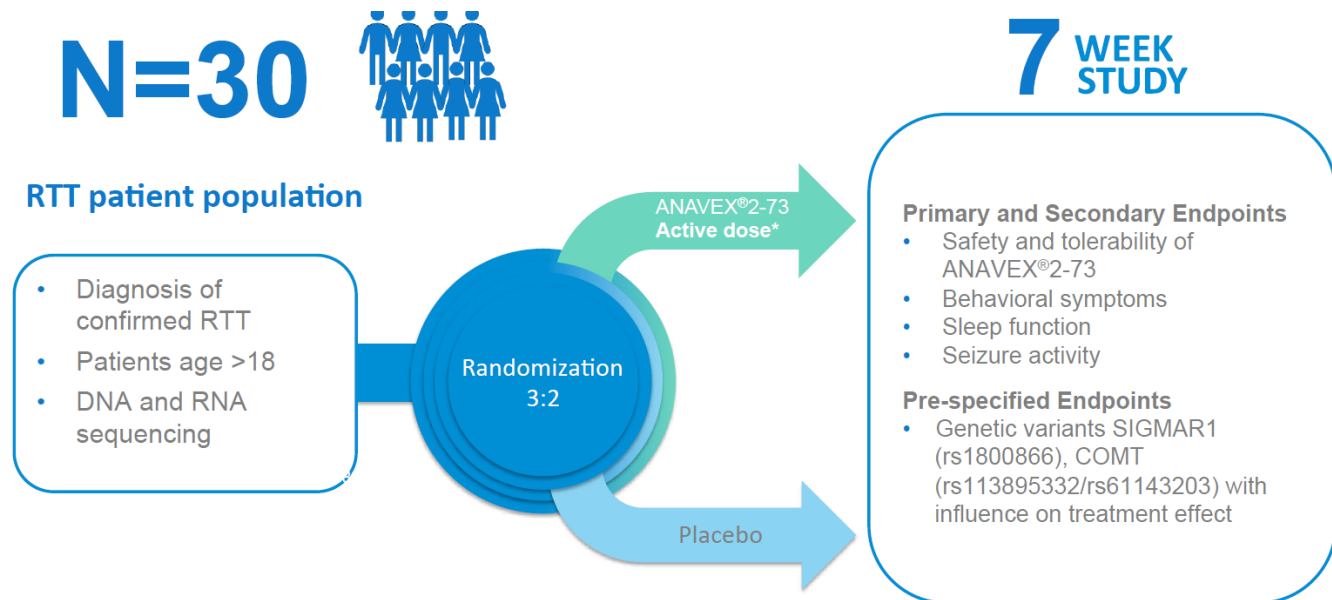 N=30
7 WEEK
STUDY
RTT patient population
• Diagnosis of
confirmed RTT
• Patients age >18
• DNA and RNA
sequencing
Randomization
3:2
ANAVEX®2-73
Active dose*
Placebo
Primary and Secondary Endpoints
• Safety and tolerability of
ANAVEX®2-73
• Behavioral symptoms
• Sleep function
• Seizure activity
Pre-specified Endpoints
• Genetic variants SIGMAR1
(rs1800866), COMT
(rs113895332/rs61143203) with
influence on treatment effect